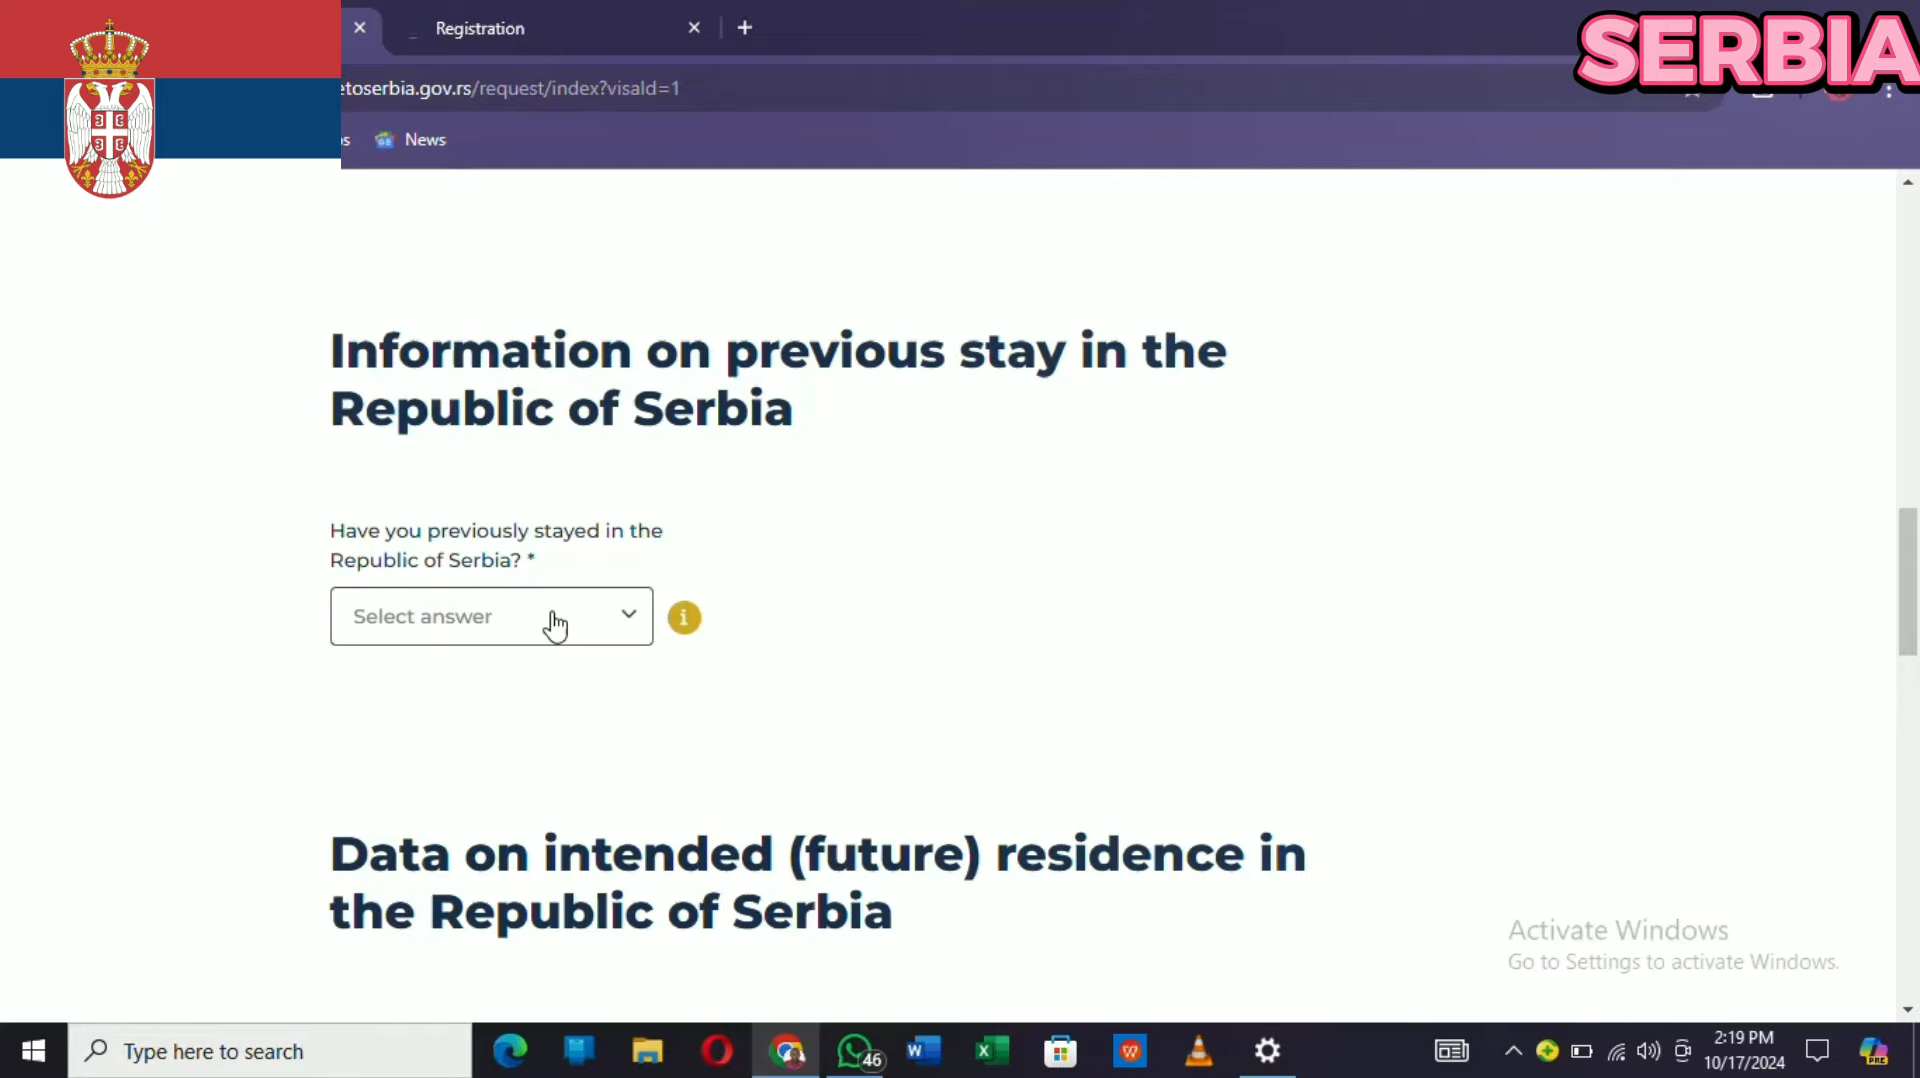 Registration
SERBIA
etoserbia.gov.rs/request/index?visaId=1
News
Information on previous stay in the
Republic of Serbia
Have you previously stayed in the
Republic of Serbia? *
Select answer
i
Data on intended (future) residence in
the Republic of Serbia
Activate Windows
Go to Settings to activate Windows.
Type here to search
46
2:19 PM
10/17/2024